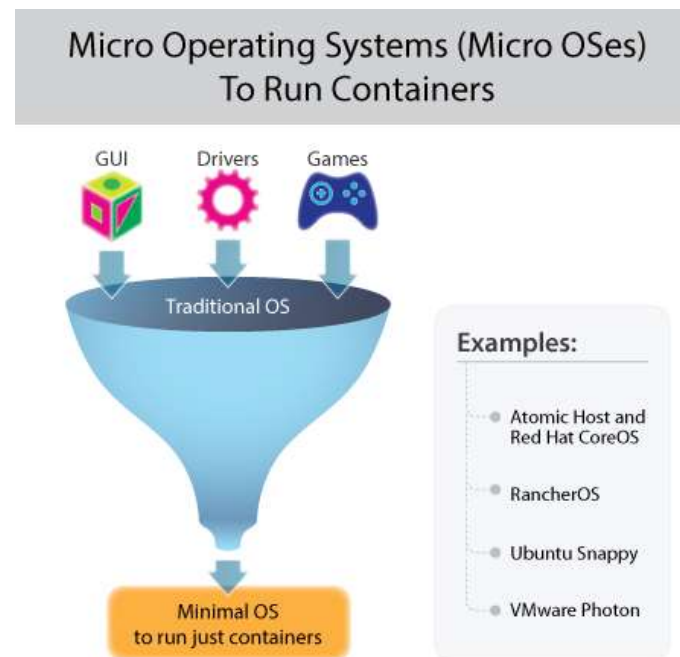 Micro Operating Systems (Micro OSes)
To Run Containers
GUI
Drivers
Games
Traditional OS
Minimal OS
to run just containers
Examples:
Atomic Host and
Red Hat CoreOS
RancherOS
Ubuntu Snappy
VMware Photon